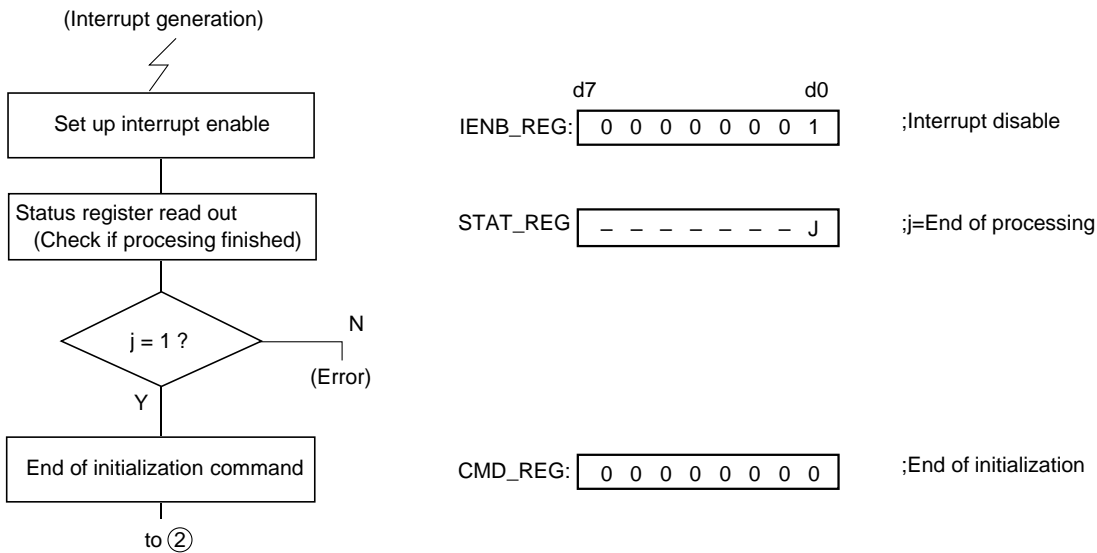 (Interrupt generation)
d7 d0
Set up interrupt enable
IENB_REG: 0 0 0 0 0 0 0 1 ;Interrupt disable
Status register read out
(Check if procesing finished)
STAT_REG – – – – – – – J ;j=End of processing
j = 1 ?
N
(Error)
Y
End of initialization command
CMD_REG: 0 0 0 0 0 0 0 0 ;End of initialization
to 2